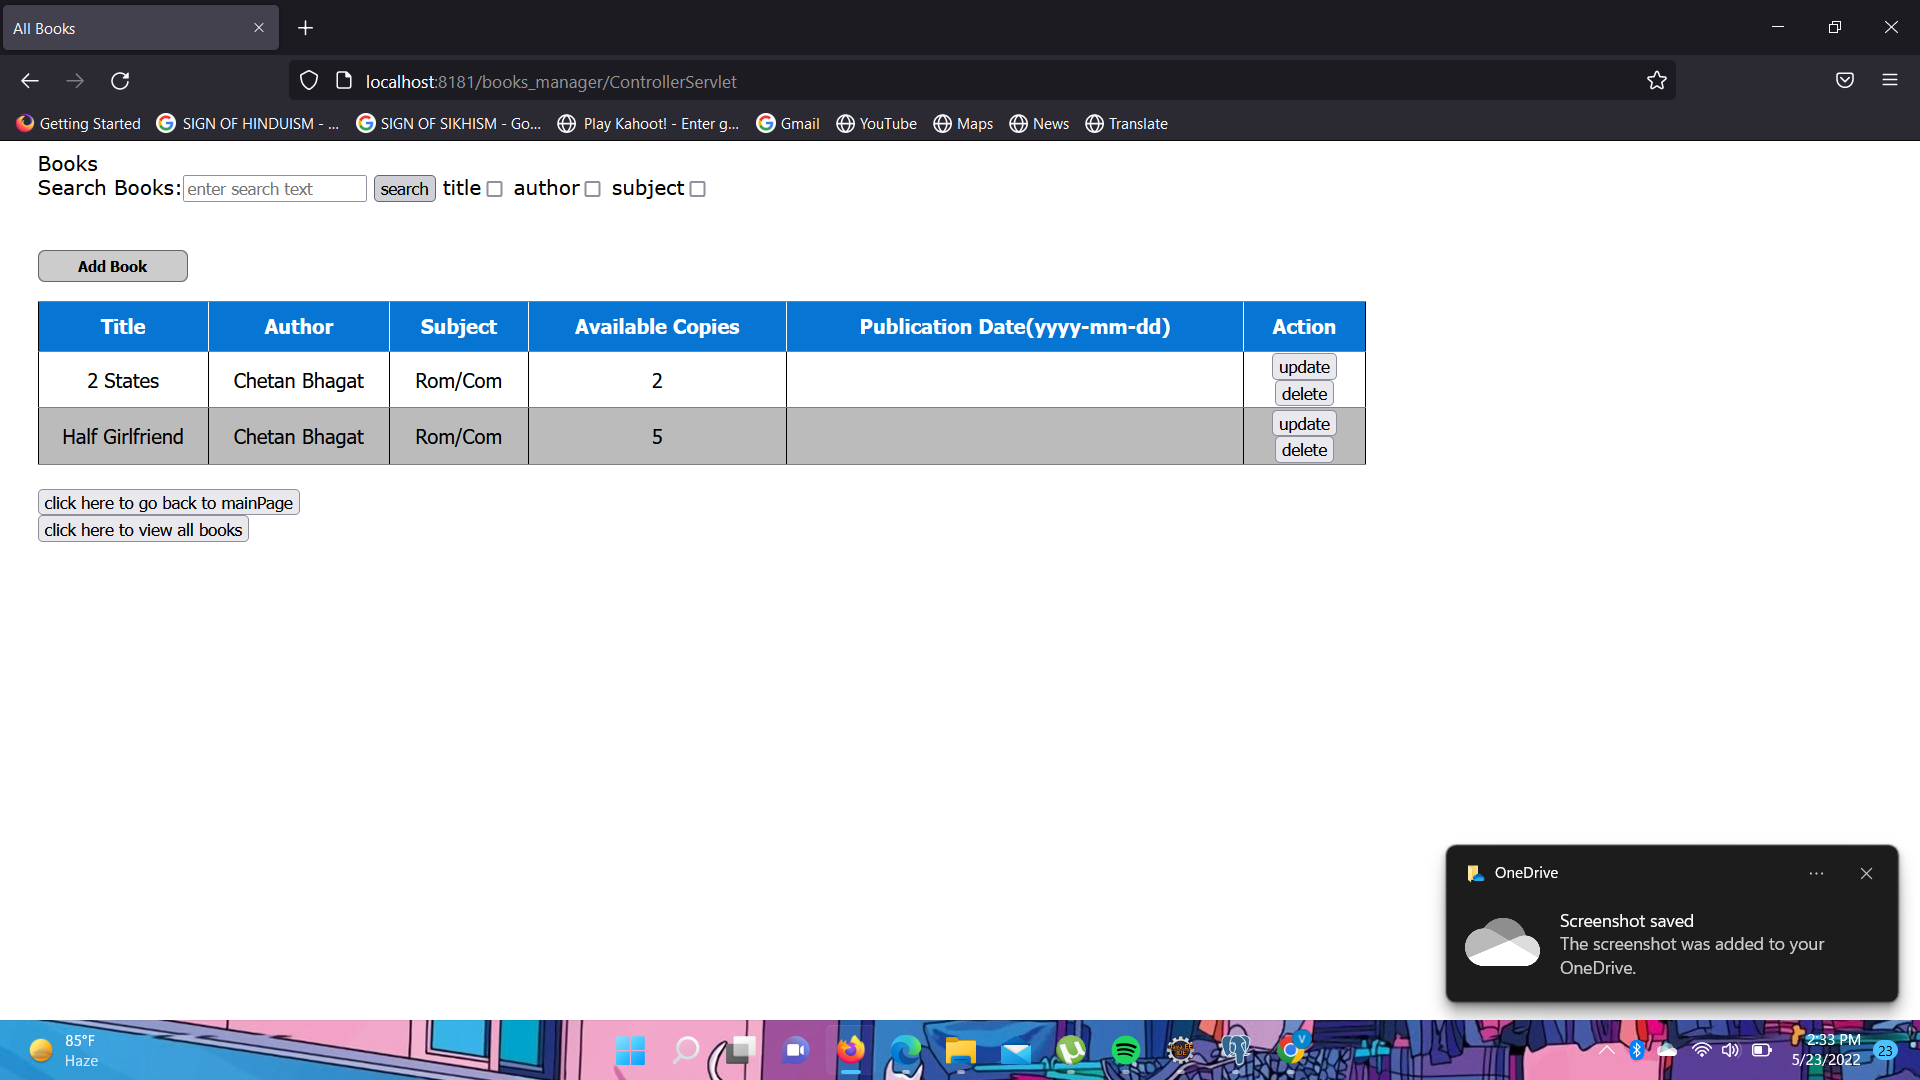 All Books
localhost:8181/books_manager/ControllerServlet
Getting Started SIGN OF HINDUISM - ... SIGN OF SIKHISM - Go... Play Kahoot! - Enter g... Gmail YouTube Maps News Translate
Books
Search Books: enter search text search title author subject
Add Book
Title Author Subject Available Copies Publication Date(yyyy-mm-dd) Action
2 States Chetan Bhagat Rom/Com 2 update
delete
Half Girlfriend Chetan Bhagat Rom/Com 5 update
delete
click here to go back to mainPage
click here to view all books
OneDrive
Screenshot saved
The screenshot was added to your
OneDrive.
85°F
Haze
2:33 PM
5/23/2022
23
V